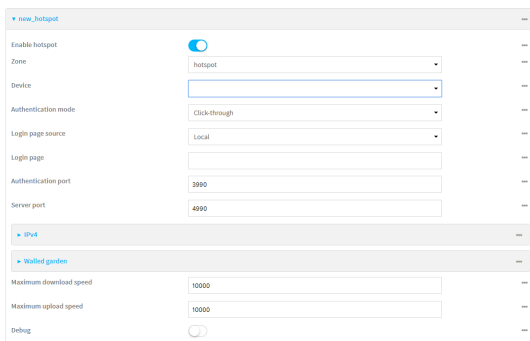 new_hotspot
Enable hotspot
Zone hotspot
Device
Authentication mode Click-through
Login page source Local
Login page
Authentication port 3990
Server port 4990
IPv4
Walled garden
Maximum download speed 10000
Maximum upload speed 10000
Debug